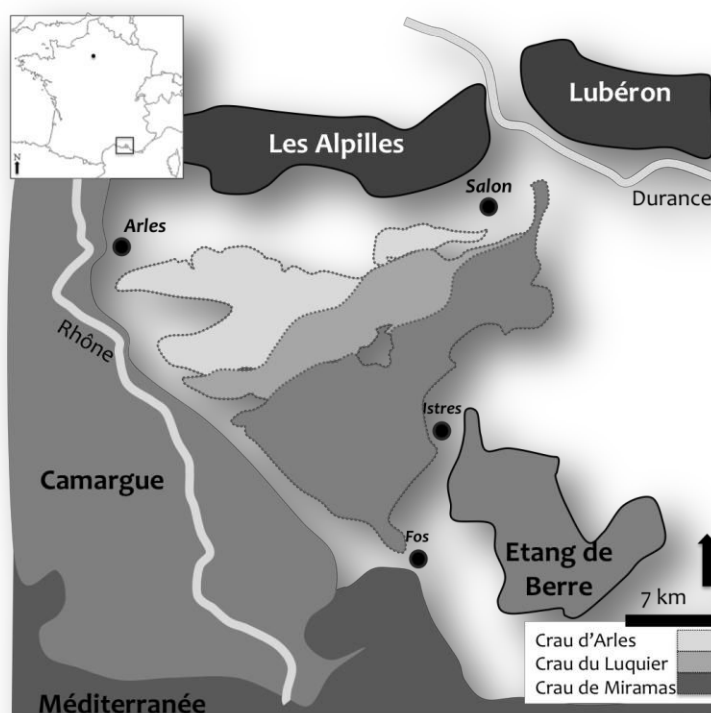 N
Lubéron
Les Alpilles
Salon
Durance
Arles
Rhône
Istres
Camargue
Fos
Etang de
Berre
7 km
Crau d'Arles
Crau du Luquier
Crau de Miramas
Méditerranée